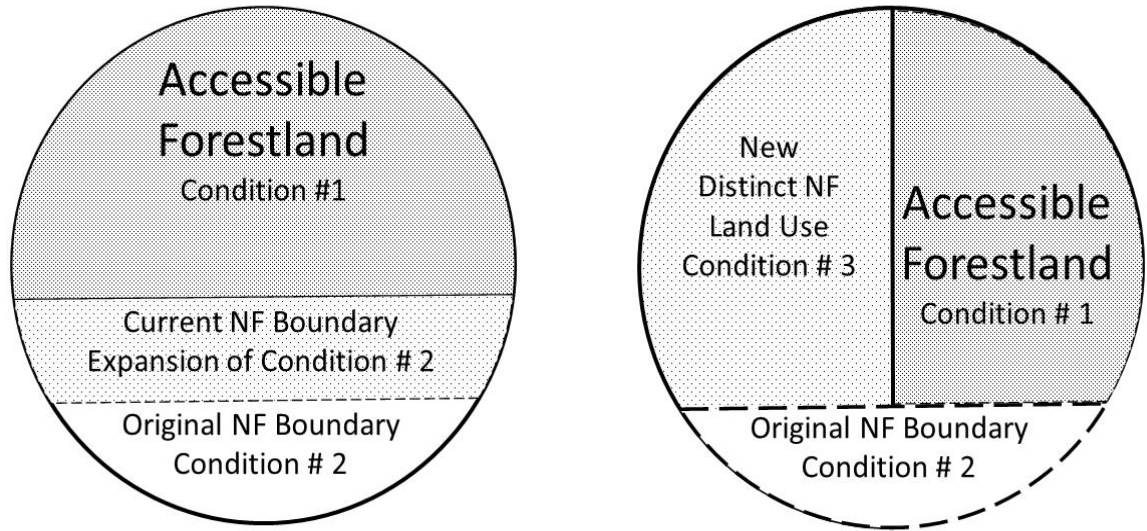 Accessible
Forestland
Condition #1
Current NF Boundary
Expansion of Condition # 2
Original NF Boundary
Condition # 2
New
Distinct NF
Land Use
Condition # 3
Accessible
Forestland
Condition # 1
Original NF Boundary
Condition # 2